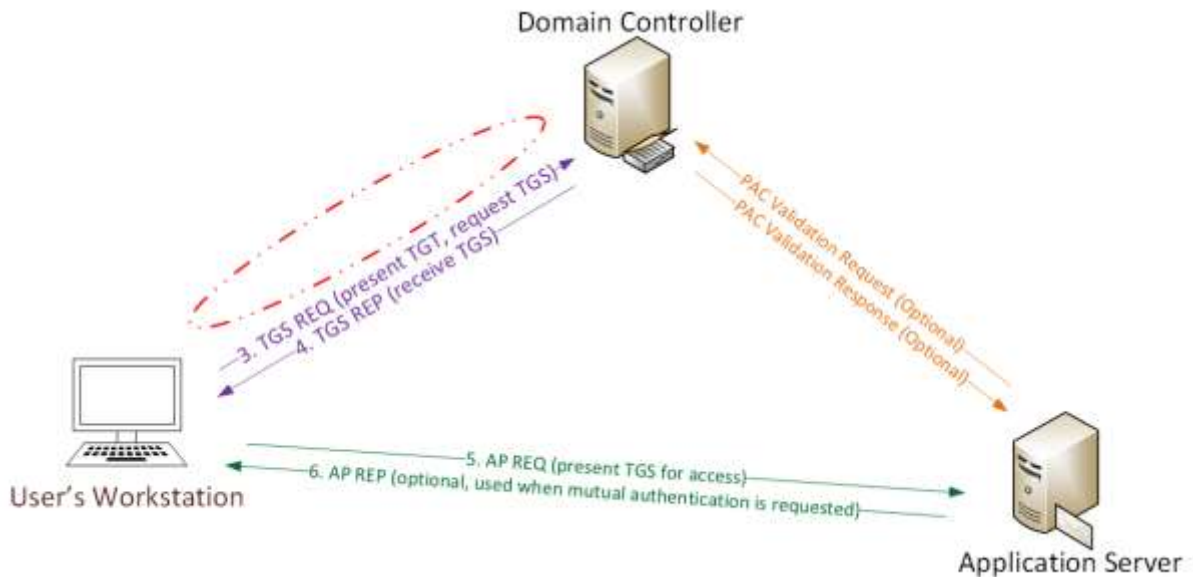 Domain Controller
3. TGS REQ (present TGT, request TGS)
4. TGS REP (receive TGS)
PAC Validation Request (Optional)
PAC Validation Response (Optional)
5. AP REQ (present TGS for access)
6. AP REP (optional, used when mutual authentication is requested)
User's Workstation
Application Server